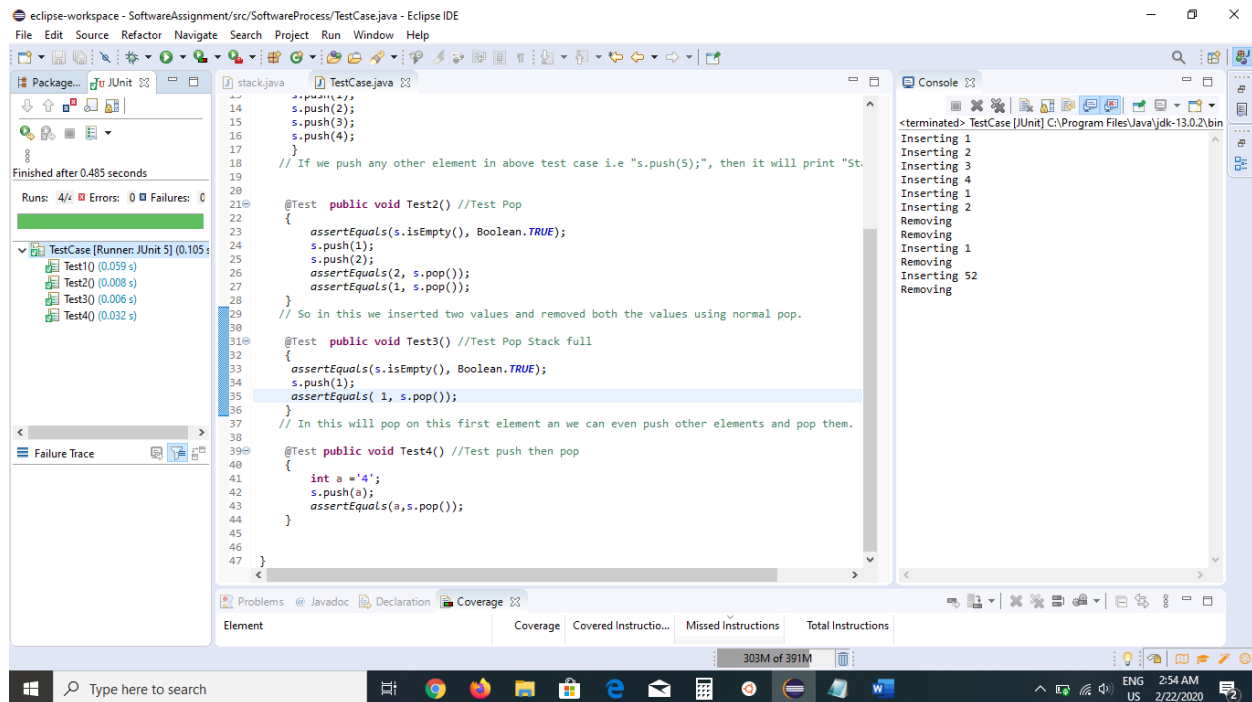 eclipse-workspace - SoftwareAssignment/src/SoftwareProcess/TestCase.java - Eclipse IDE
File Edit Source Refactor Navigate Search Project Run Window Help
Package... JUnit
Finished after 0.485 seconds
Runs: 4/4 Errors: 0 Failures: 0
TestCase [Runner: JUnit 5] (0.105 s
Test1() (0.059 s)
Test2() (0.008 s)
Test3() (0.006 s)
Test4() (0.032 s)
Failure Trace
stack.java TestCase.java
14 s.push(2);
15 s.push(3);
16 s.push(4);
17 }
18 // If we push any other element in above test case i.e "s.push(5);", then it will print "St
19
20
21 @Test public void Test2() //Test Pop
22 {
23 assertEquals(s.isEmpty(), Boolean.TRUE);
24 s.push(1);
25 s.push(2);
26 assertEquals(2, s.pop());
27 assertEquals(1, s.pop());
28 }
29 // So in this we inserted two values and removed both the values using normal pop.
30
31 @Test public void Test3() //Test Pop Stack full
32 {
33 assertEquals(s.isEmpty(), Boolean.TRUE);
34 s.push(1);
35 assertEquals( 1, s.pop());
36 }
37 // In this will pop on this first element an we can even push other elements and pop them.
38
39 @Test public void Test4() //Test push then pop
40 {
41 int a ='4';
42 s.push(a);
43 assertEquals(a,s.pop());
44 }
45
46
47 }
Console
<terminated> TestCase [JUnit] C:\Program Files\Java\jdk-13.0.2\bin
Inserting 1
Inserting 2
Inserting 3
Inserting 4
Inserting 1
Inserting 2
Removing
Removing
Inserting 1
Removing
Inserting 52
Removing
Problems @ Javadoc Declaration Coverage
Element Coverage Covered Instructio... Missed Instructions Total Instructions
303M of 391M
Type here to search
ENG 2:54 AM
US 2/22/2020
2